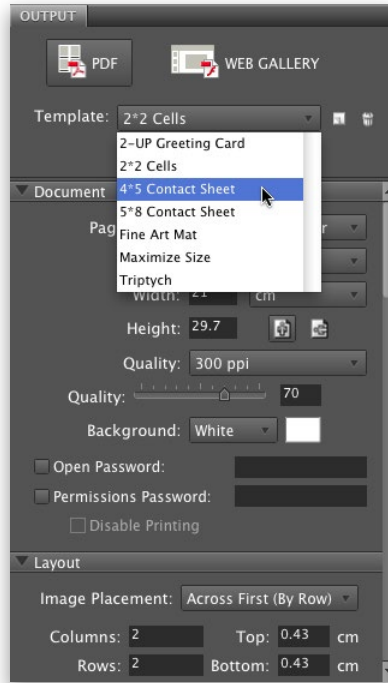 OUTPUT
PDF WEB GALLERY
Template: 2*2 Cells
2-UP Greeting Card
2*2 Cells
4*5 Contact Sheet
5*8 Contact Sheet
Fine Art Mat
Maximize Size
Triptych
Document
Pag r
Width: 21 cm
Height: 29.7
Quality: 300 ppi
Quality: 70
Background: White
Open Password:
Permissions Password:
Disable Printing
Layout
Image Placement: Across First (By Row)
Columns: 2 Top: 0.43 cm
Rows: 2 Bottom: 0.43 cm